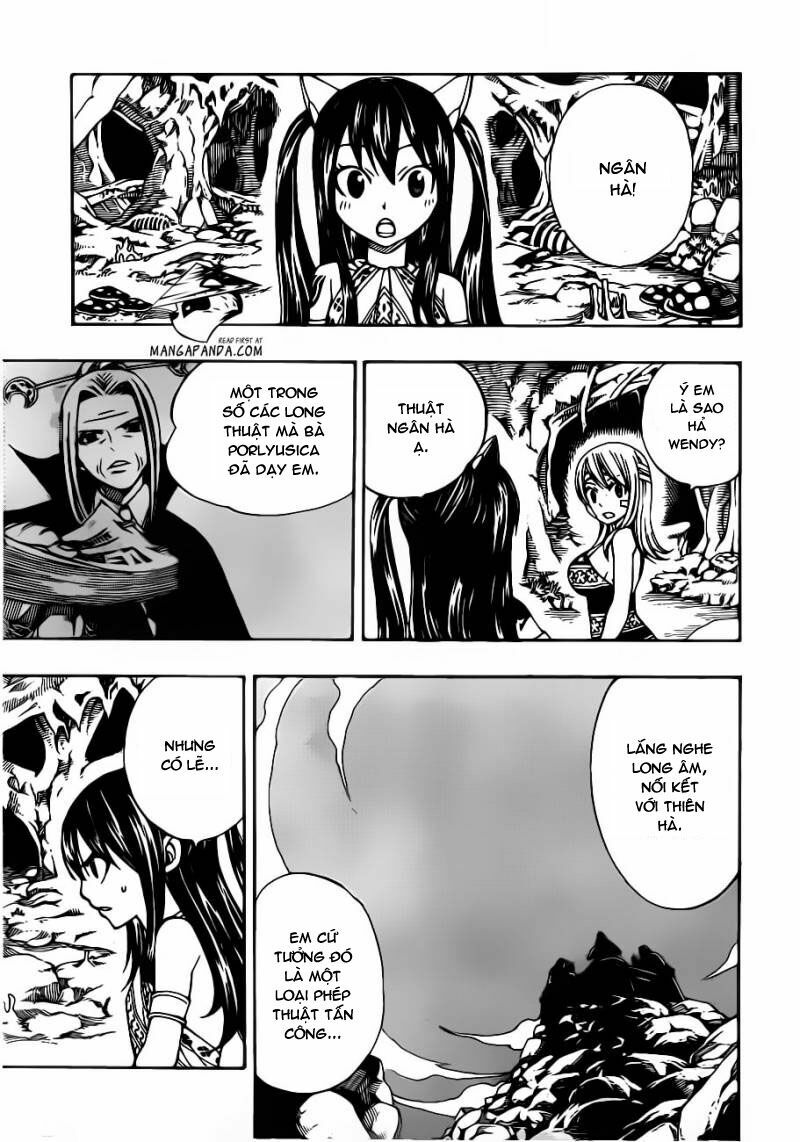 NGÂN
HÀ!
READ FIRST AT
MANGAPANDA.COM
Ý EM
LÀ SAO
HẢ
WENDY?
THUẬT
NGÂN HÀ
Ạ.
MỘT TRONG
SỐ CÁC LONG
THUẬT MÀ BÀ
PORLYUSICA
ĐÃ DẠY EM.
LẮNG NGHE
LONG ÂM,
NỐI KẾT
VỚI THIÊN
HÀ.
EM CỨ
TƯỞNG ĐÓ
LÀ MỘT
LOẠI PHÉP
THUẬT TẤN
CÔNG...
NHƯNG
CÓ LẼ...